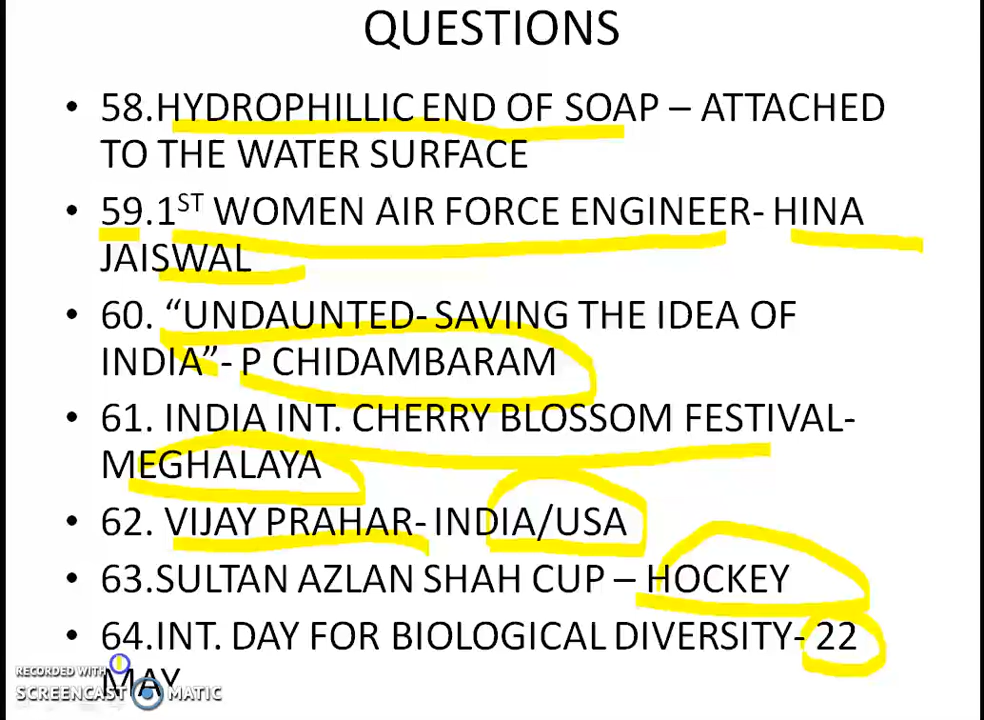 QUESTIONS
• 58.HYDROPHILLIC END OF SOAP – ATTACHED
TO THE WATER SURFACE
• 59.1ST WOMEN AIR FORCE ENGINEER- HINA
JAISWAL
• 60. “UNDAUNTED- SAVING THE IDEA OF
INDIA”- P CHIDAMBARAM
• 61. INDIA INT. CHERRY BLOSSOM FESTIVAL-
MEGHALAYA
• 62. VIJAY PRAHAR- INDIA/USA
• 63.SULTAN AZLAN SHAH CUP – HOCKEY
• 64.INT. DAY FOR BIOLOGICAL DIVERSITY- 22
MAY
RECORDED WITH
SCREENCAST MATIC